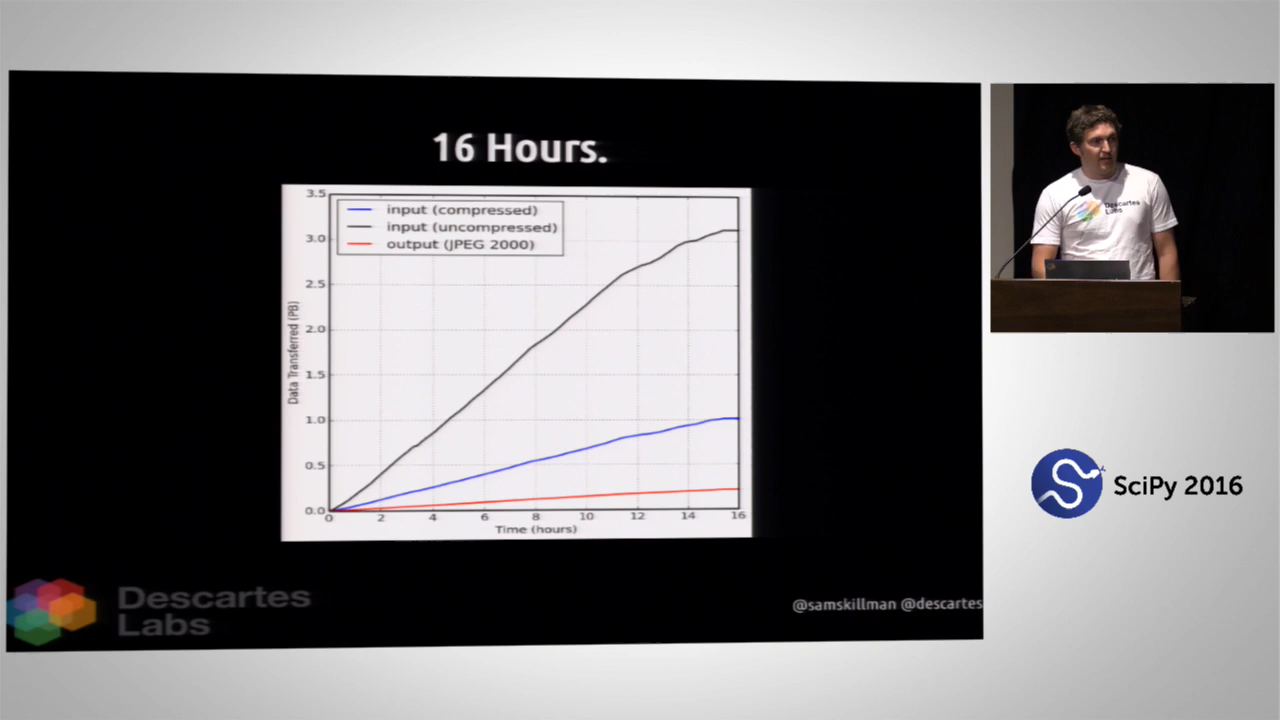 16 Hours.
3.5
3.0
2.5
2.0
1.5
1.0
0.5
0.0
Data Transferred (PB)
input (compressed)
input (uncompressed)
output (JPEG 2000)
0 2 4 6 8 10 12 14 16
Time (hours)
Descartes
Labs
@samskillman @descartes
Descartes
Labs
SciPy 2016